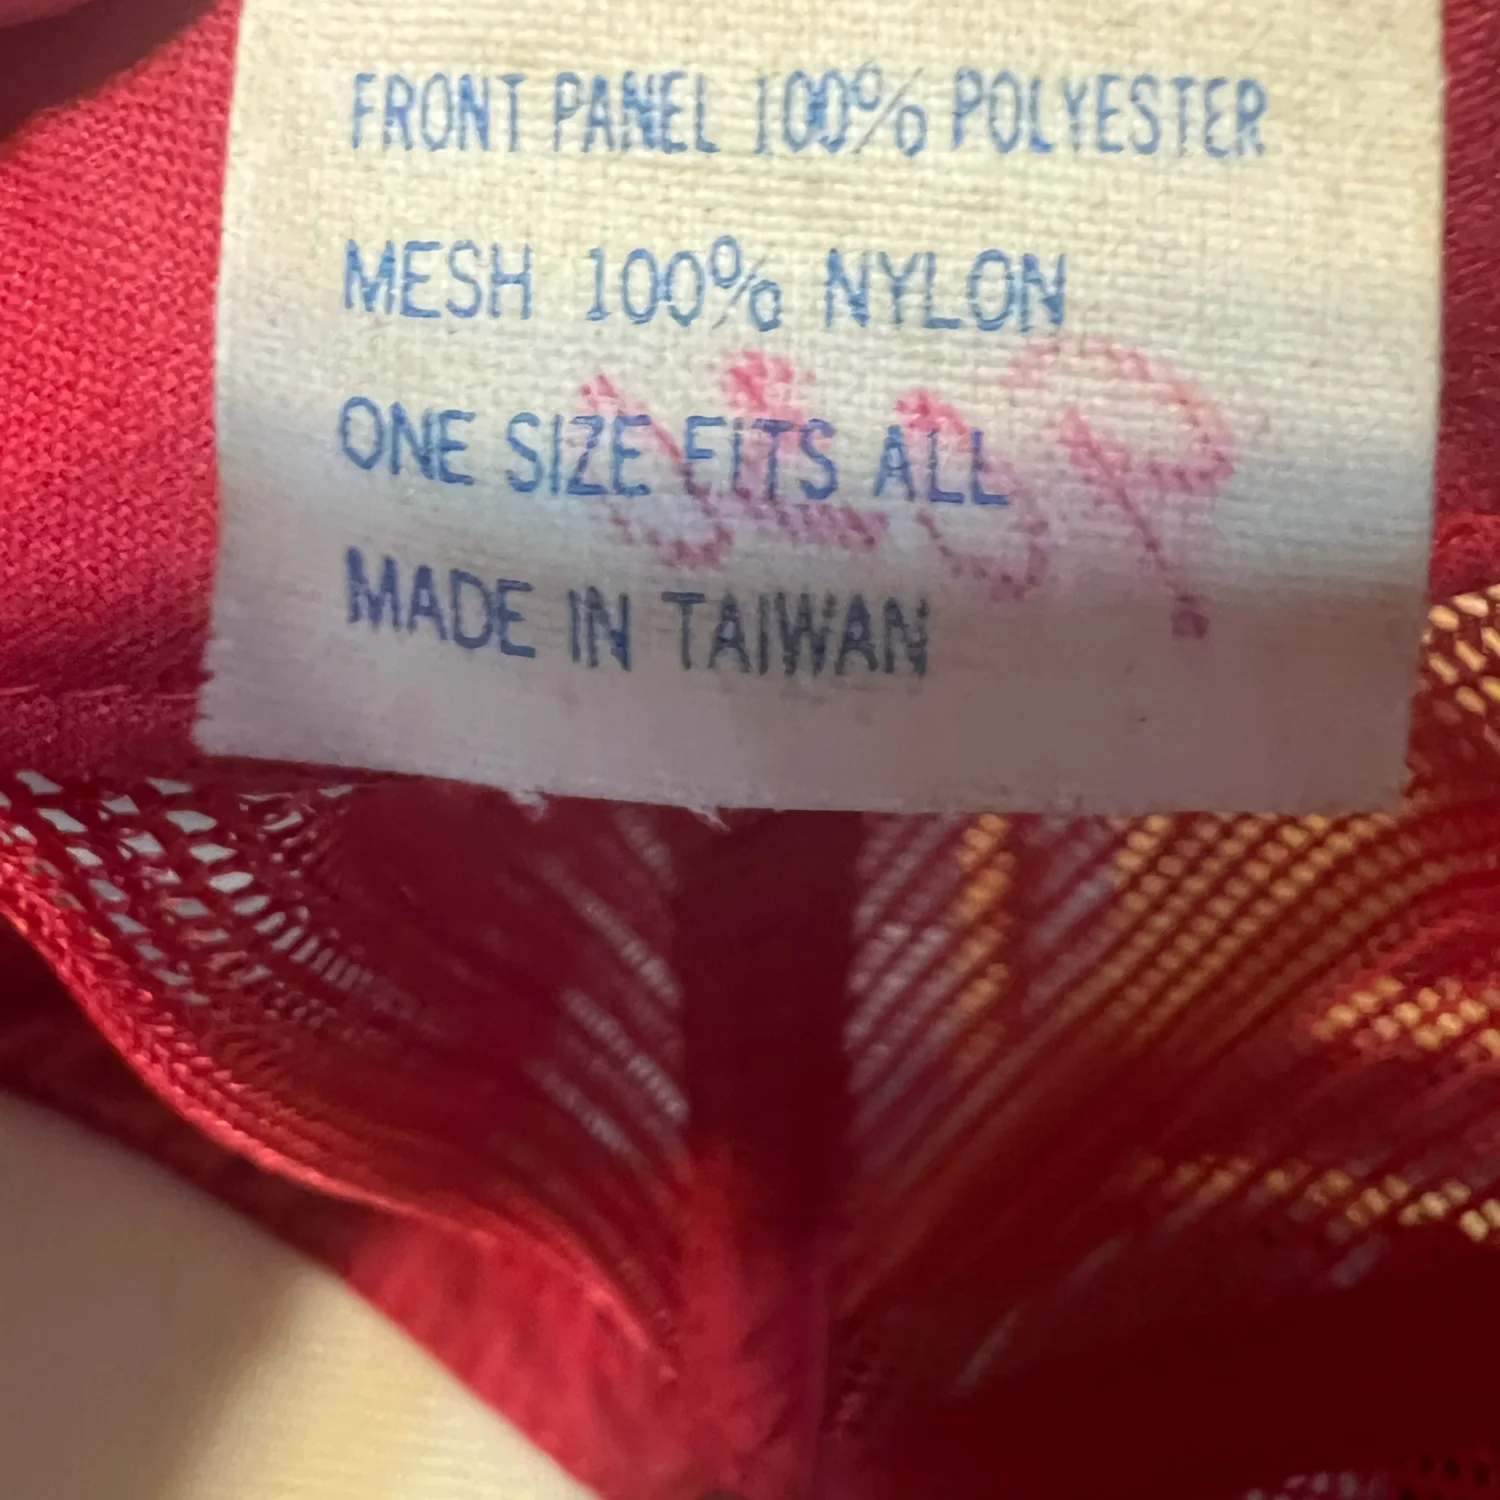 FRONT PANEL 100% POLYESTER
MESH 100% NYLON
ONE SIZE FITS ALL
MADE IN TAIWAN